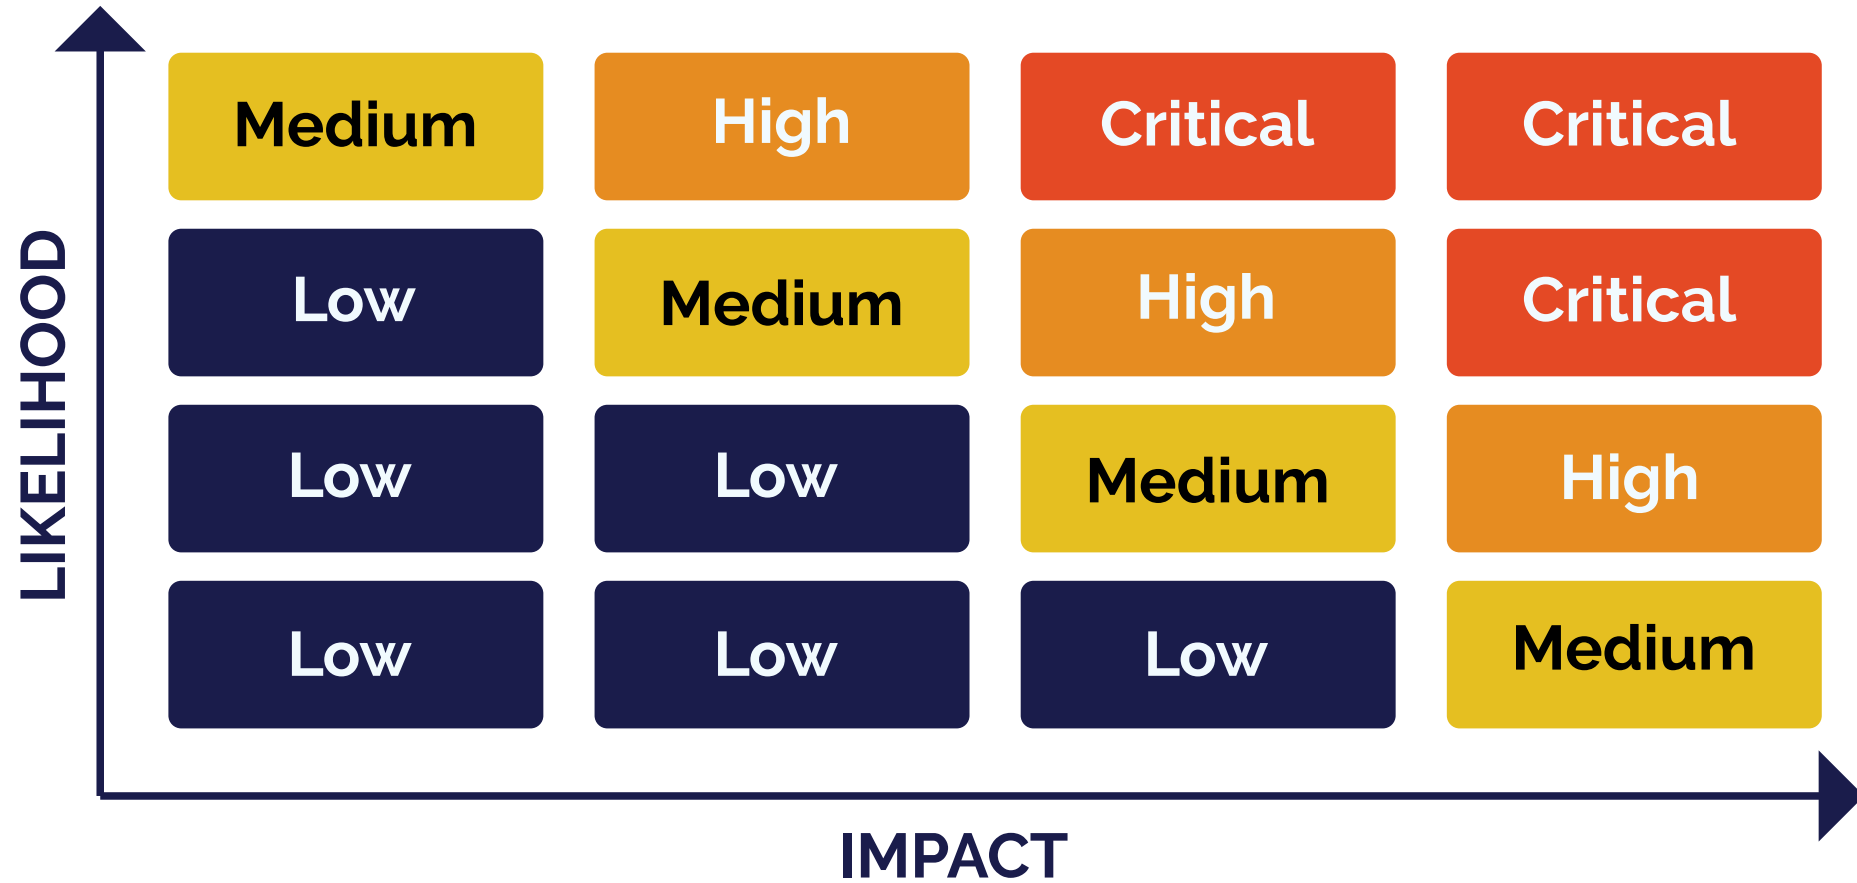 Medium High Critical Critical
Low Medium High Critical
Low Low Medium High
Low Low Low Medium
LIKELIHOOD
IMPACT